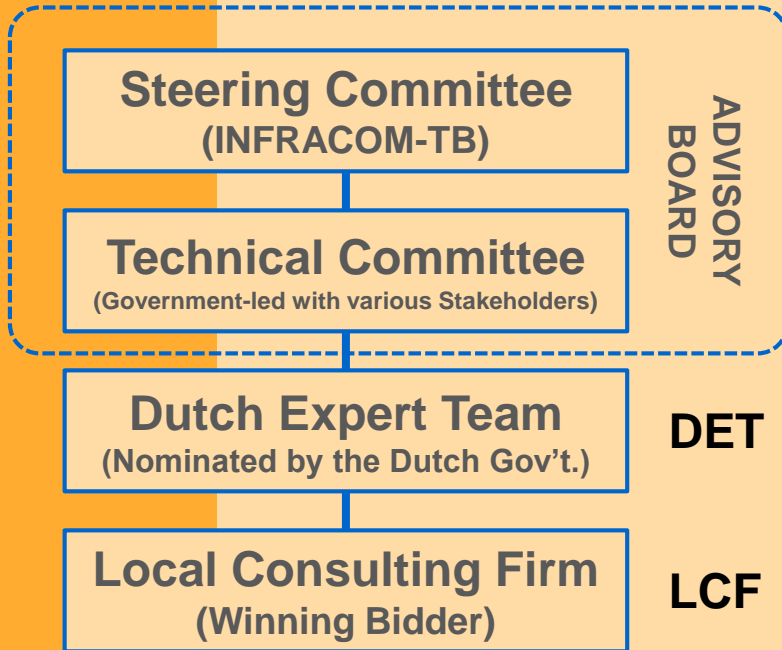 Steering Committee
(INFRACOM-TB)
Technical Committee
(Government-led with various Stakeholders)
ADVISORY
BOARD
Dutch Expert Team
(Nominated by the Dutch Gov’t.)
DET
Local Consulting Firm
(Winning Bidder)
LCF